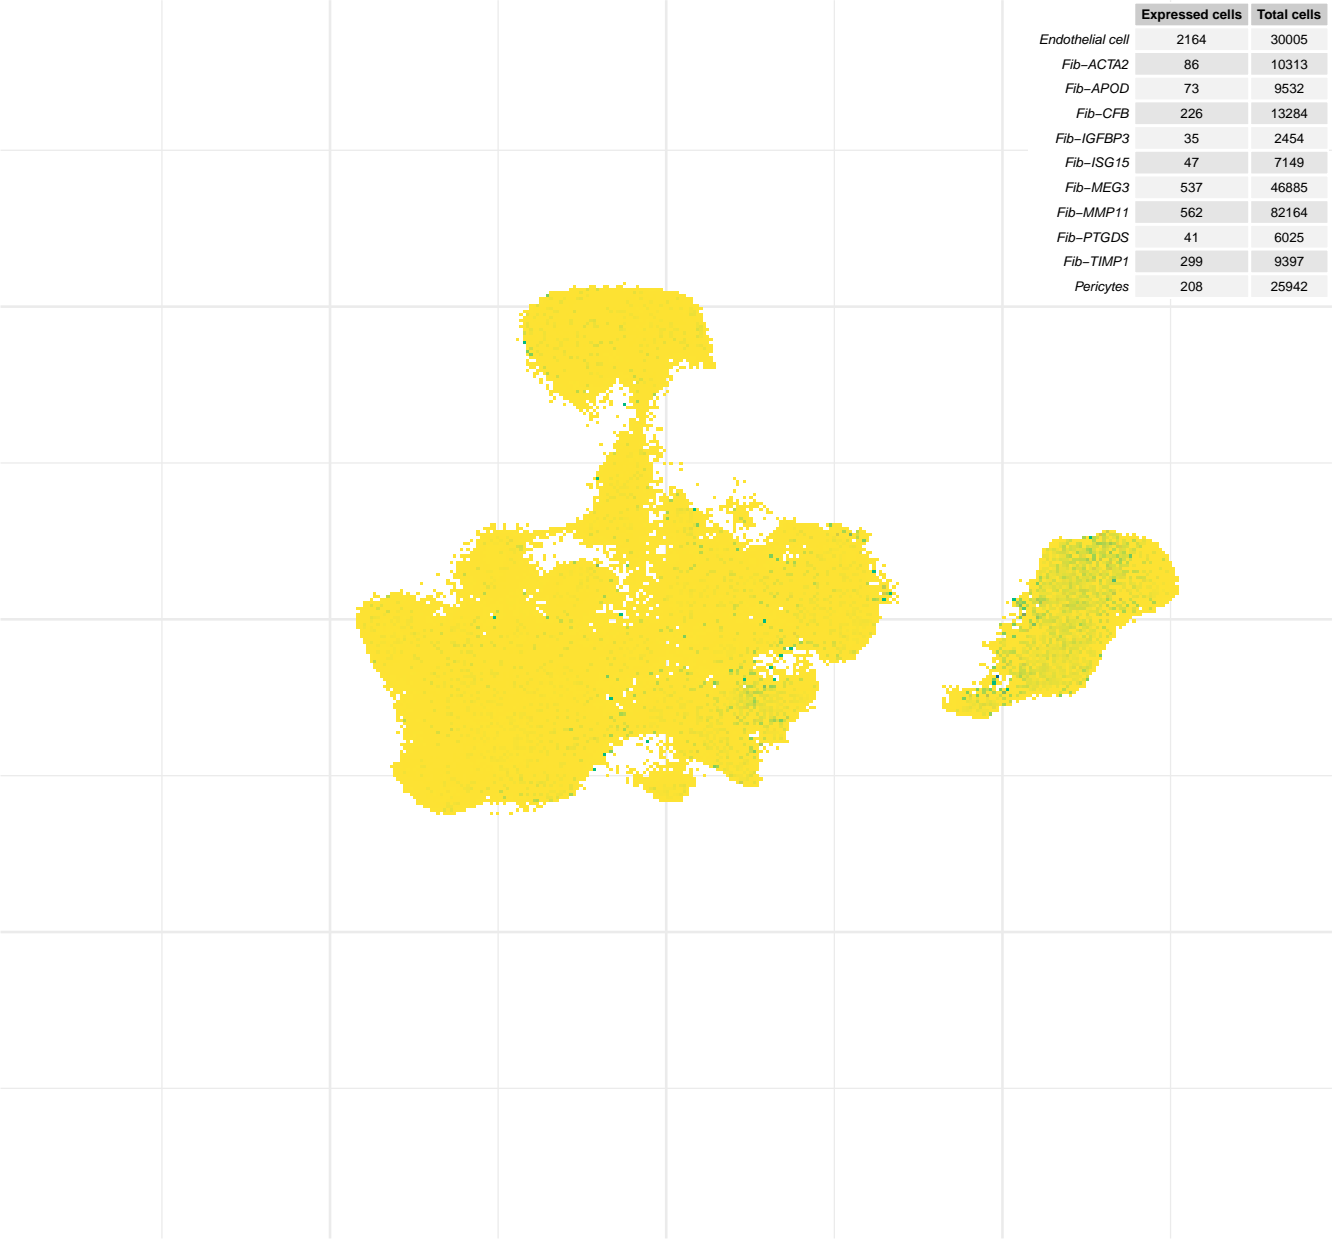 Expressed cells Total cells
Endothelial cell 2164 30005
Fib−ACTA2 86 10313
Fib−APOD 73 9532
Fib−CFB 226 13284
Fib−IGFBP3 35 2454
Fib−ISG15 47 7149
Fib−MEG3 537 46885
Fib−MMP11 562 82164
Fib−PTGDS 41 6025
Fib−TIMP1 299 9397
Pericytes 208 25942